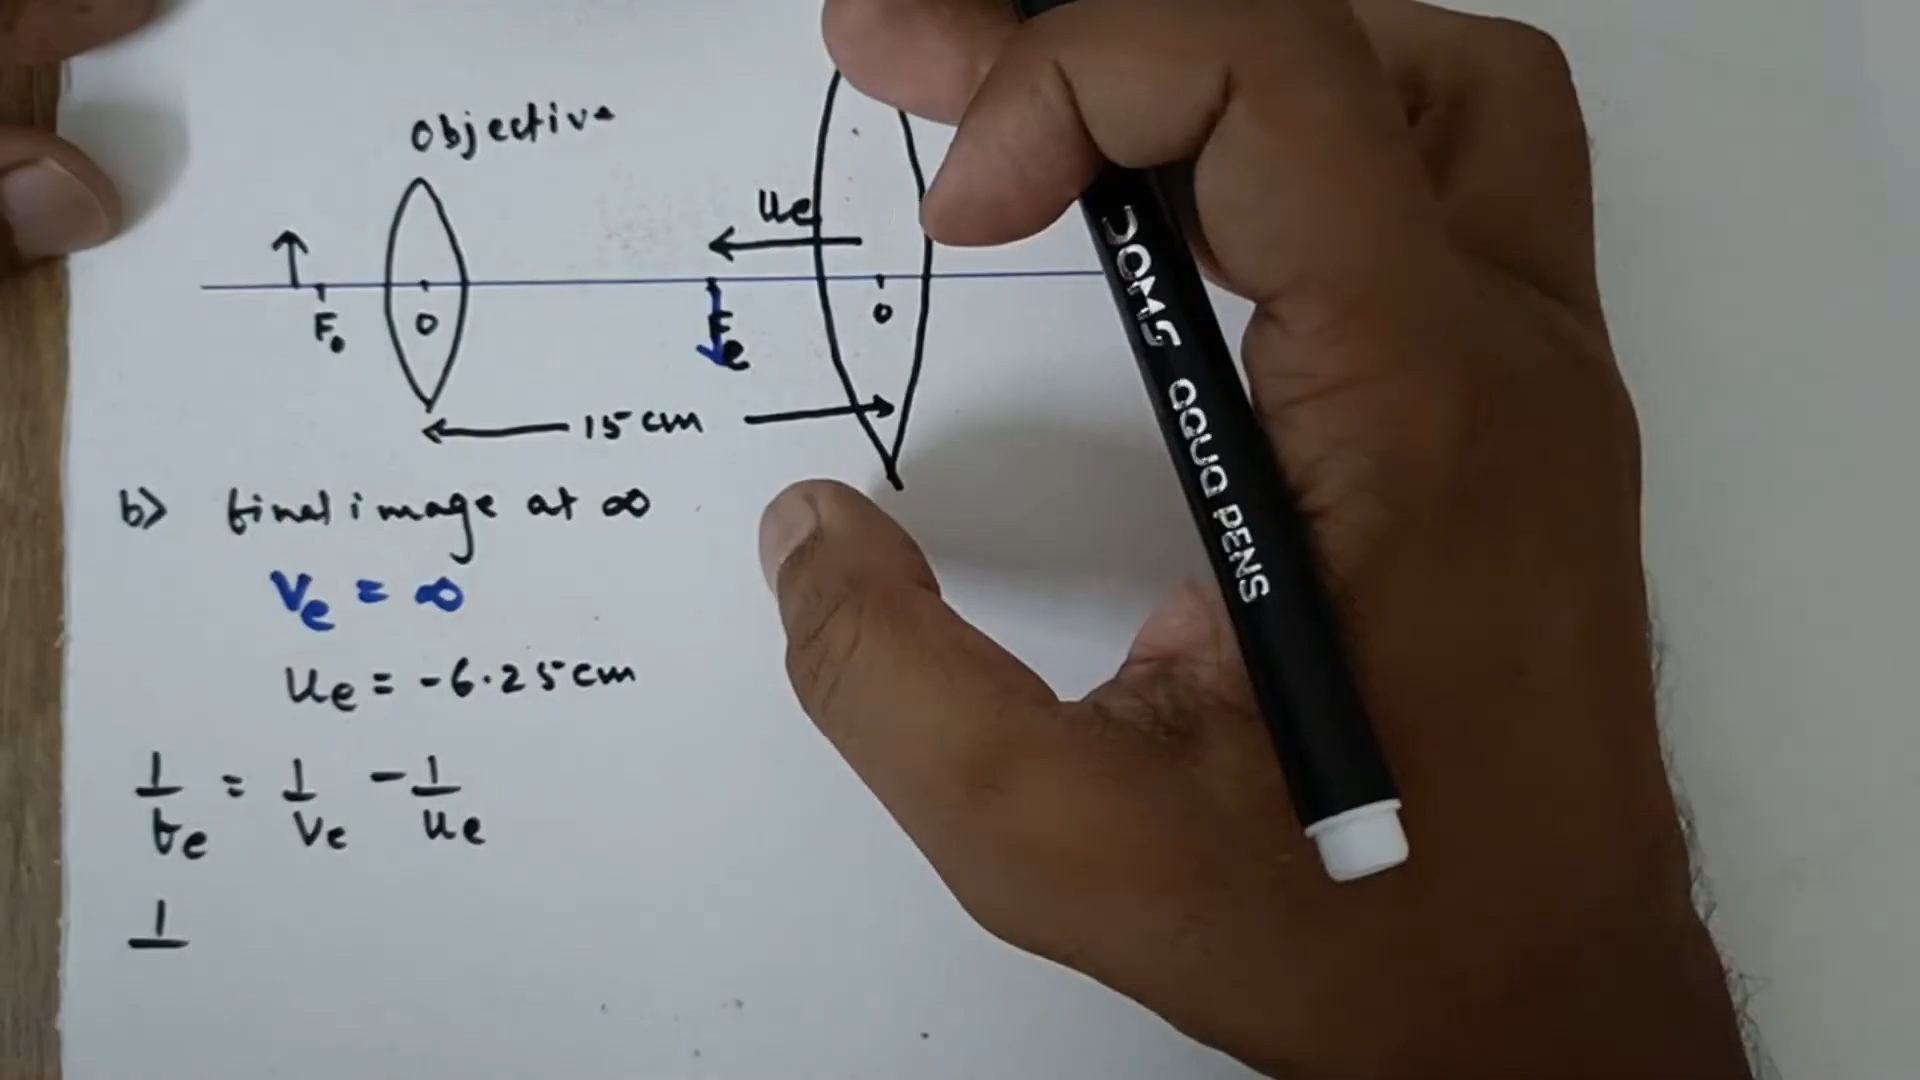 Objective
ue
Fo
O
Fe
O
15 cm
b) final image at ∞
Ve = ∞
ue = -6.25 cm
1/fe = 1/Ve - 1/ue
1
DOMS AQUA PENS